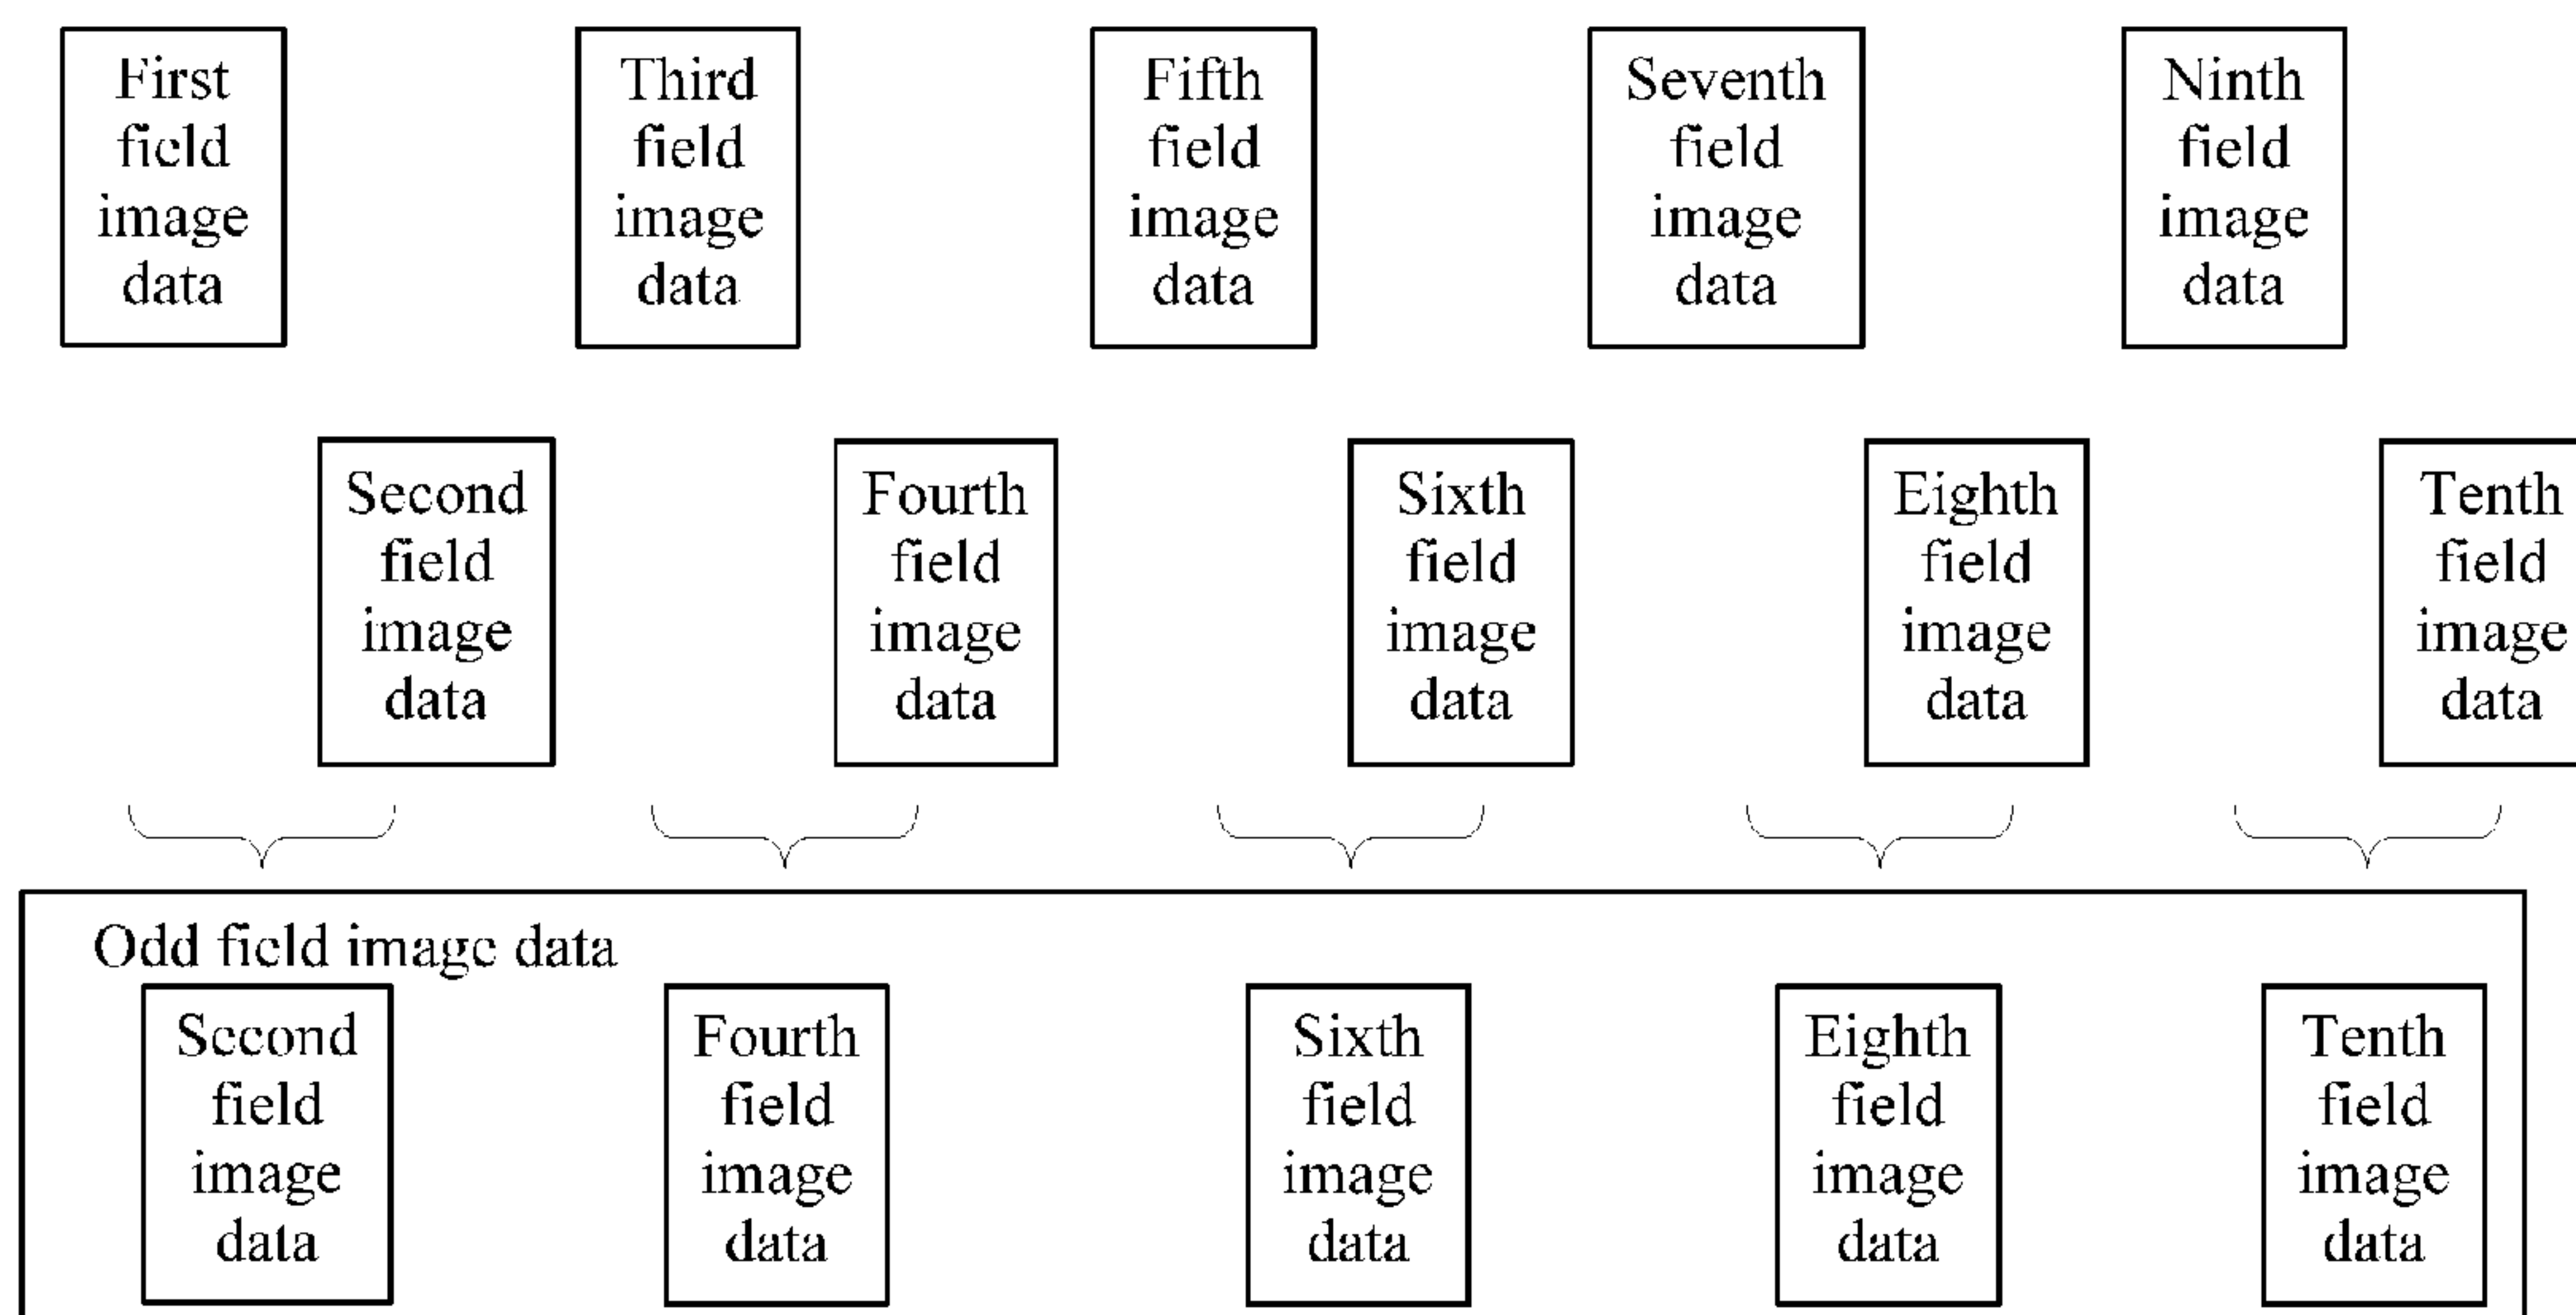 First
field
image
data
Third
field
image
data
Fifth
field
image
data
Seventh
field
image
data
Ninth
field
image
data
Second
field
image
data
Fourth
field
image
data
Sixth
field
image
data
Eighth
field
image
data
Tenth
field
image
data
Odd field image data
Second
field
image
data
Fourth
field
image
data
Sixth
field
image
data
Eighth
field
image
data
Tenth
field
image
data